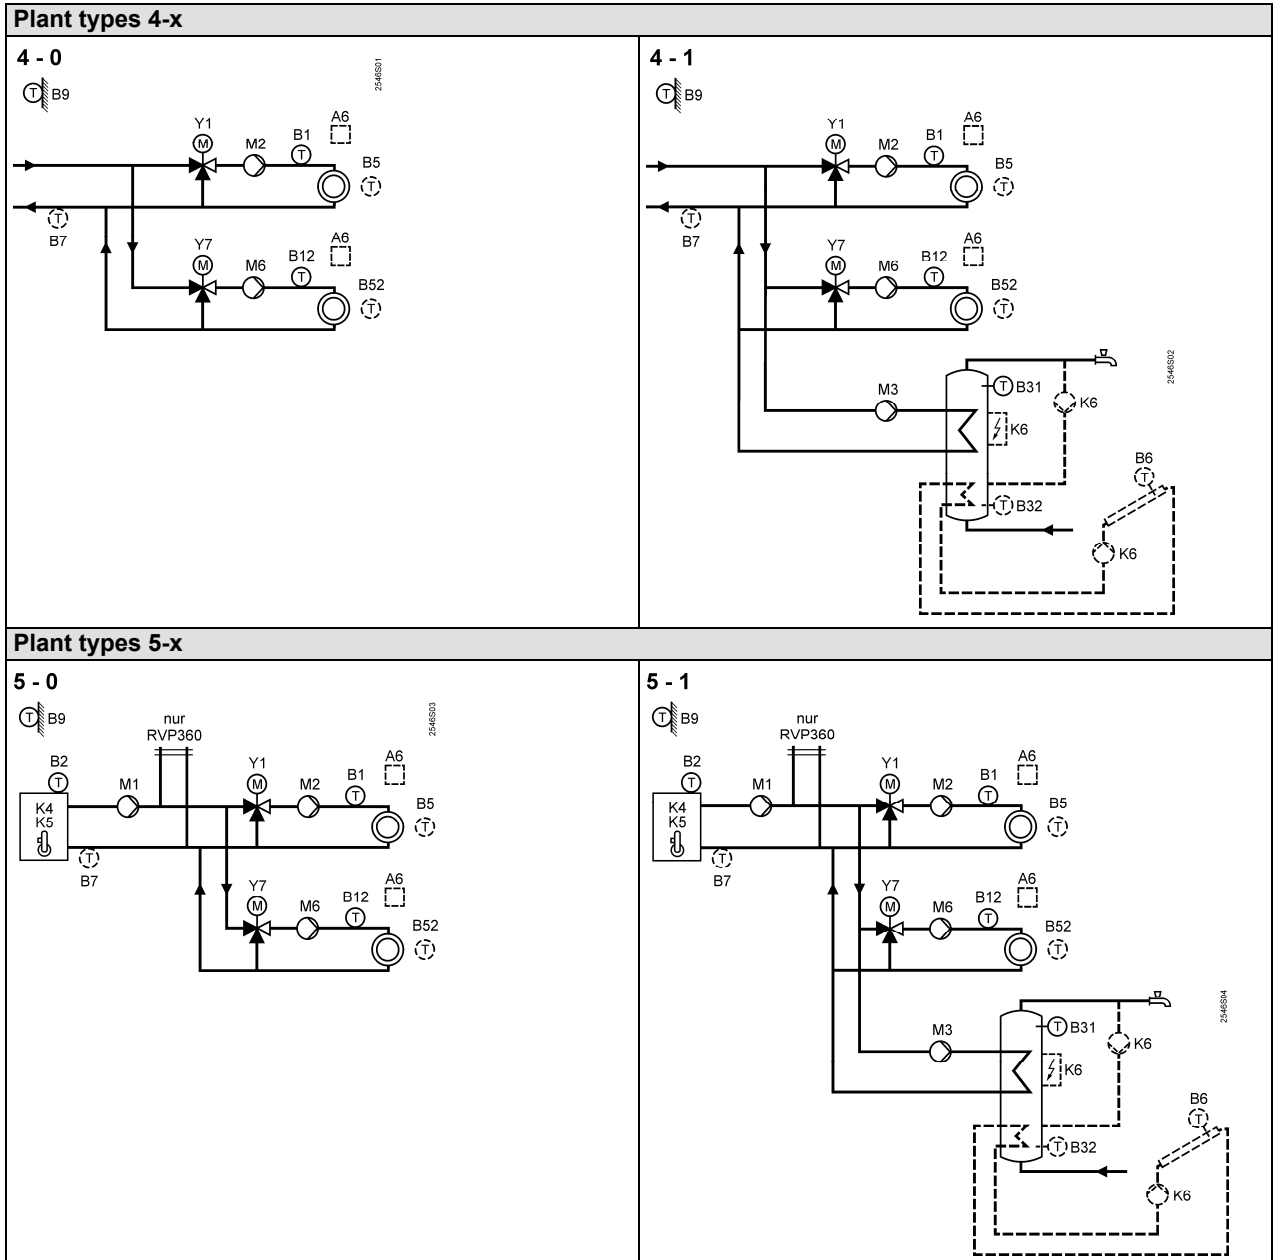 Plant types 4-x
4 - 0
2546S01
T B9
A6
Y1
M
M2
B1
T
B5
T
T
B7
A6
Y7
M
M6
B12
T
B52
T
4 - 1
T B9
A6
Y1
M
M2
B1
T
B5
T
T
B7
A6
Y7
M
M6
B12
T
B52
T
2546S02
M3
T B31
K6
K6
B6
T
T B32
K6
Plant types 5-x
5 - 0
T B9
nur
RVP360
2546S03
B2
T
M1
Y1
M
M2
B1
T
A6
K4
K5
B5
T
T
B7
A6
Y7
M
M6
B12
T
B52
T
5 - 1
T B9
nur
RVP360
B2
T
M1
Y1
M
M2
B1
T
A6
K4
K5
B5
T
T
B7
A6
Y7
M
M6
B12
T
B52
T
2546S04
M3
T B31
K6
K6
B6
T
T B32
K6